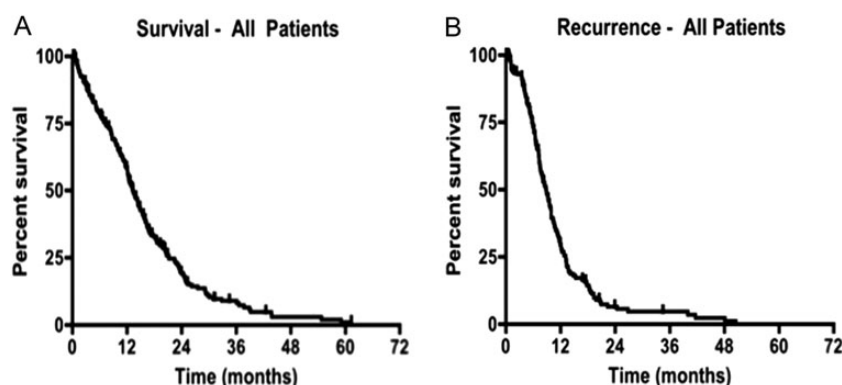 A
Survival - All Patients
Percent survival
100
75
50
25
0
0 12 24 36 48 60 72
Time (months)
B
Recurrence - All Patients
Percent survival
100
75
50
25
0
0 12 24 36 48 60 72
Time (months)